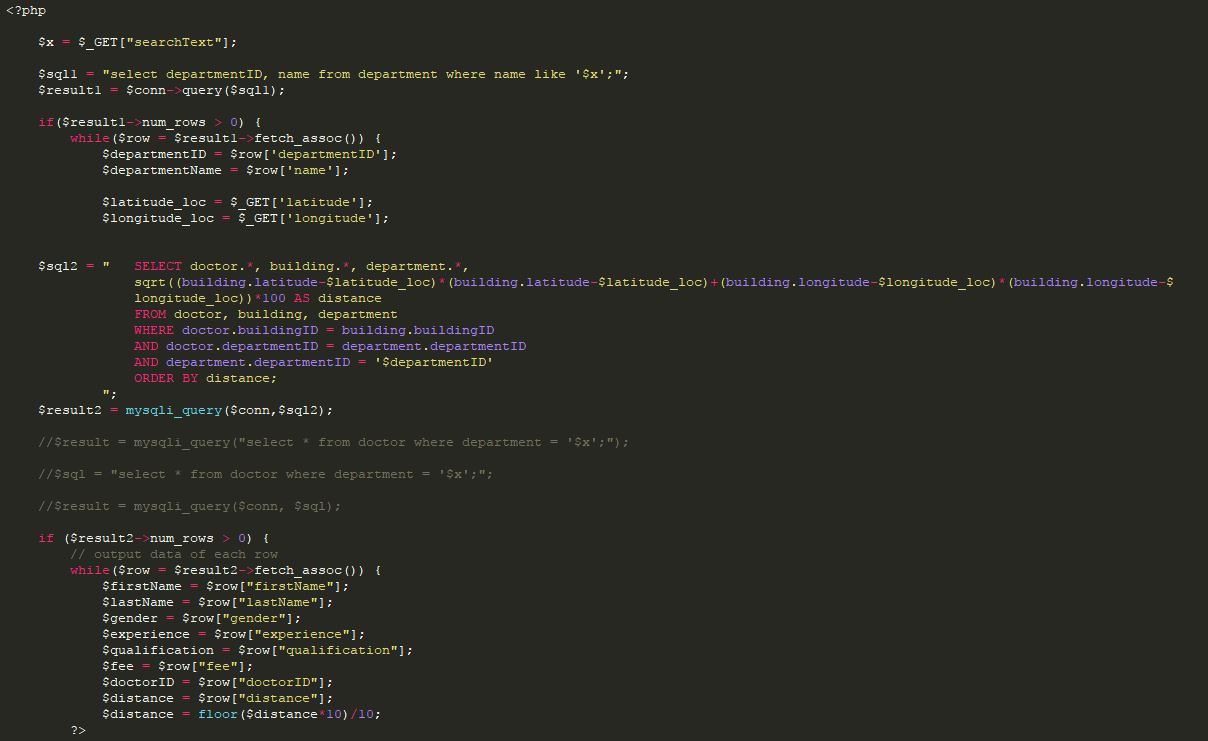 <?php
$x = $_GET["searchText"];
$sql1 = "select departmentID, name from department where name like '$x';";
$result1 = $conn->query($sql1);
if($result1->num_rows > 0) {
while($row = $result1->fetch_assoc()) {
$departmentID = $row['departmentID'];
$departmentName = $row['name'];
$latitude_loc = $_GET['latitude'];
$longitude_loc = $_GET['longitude'];
$sql2 = "   SELECT doctor.*, building.*, department.*,
sqrt((building.latitude-$latitude_loc)*(building.latitude-$latitude_loc)+(building.longitude-$longitude_loc)*(building.longitude-$
longitude_loc))*100 AS distance
FROM doctor, building, department
WHERE doctor.buildingID = building.buildingID
AND doctor.departmentID = department.departmentID
AND department.departmentID = '$departmentID'
ORDER BY distance;
";
$result2 = mysqli_query($conn,$sql2);
//$result = mysqli_query("select * from doctor where department = '$x';");
//$sql = "select * from doctor where department = '$x';";
//$result = mysqli_query($conn, $sql);
if ($result2->num_rows > 0) {
// output data of each row
while($row = $result2->fetch_assoc()) {
$firstName = $row["firstName"];
$lastName = $row["lastName"];
$gender = $row["gender"];
$experience = $row["experience"];
$qualification = $row["qualification"];
$fee = $row["fee"];
$doctorID = $row["doctorID"];
$distance = $row["distance"];
$distance = floor($distance*10)/10;
?>